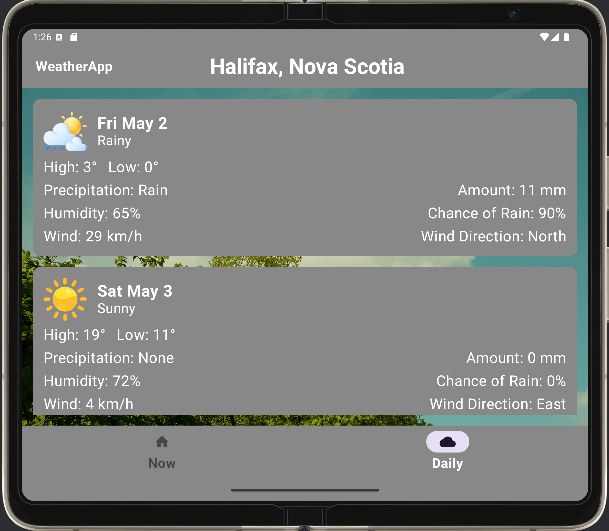 1:26
WeatherApp
Halifax, Nova Scotia
Fri May 2
Rainy
High: 3° Low: 0°
Precipitation: Rain Amount: 11 mm
Humidity: 65% Chance of Rain: 90%
Wind: 29 km/h Wind Direction: North
Sat May 3
Sunny
High: 19° Low: 11°
Precipitation: None Amount: 0 mm
Humidity: 72% Chance of Rain: 0%
Wind: 4 km/h Wind Direction: East
Now Daily